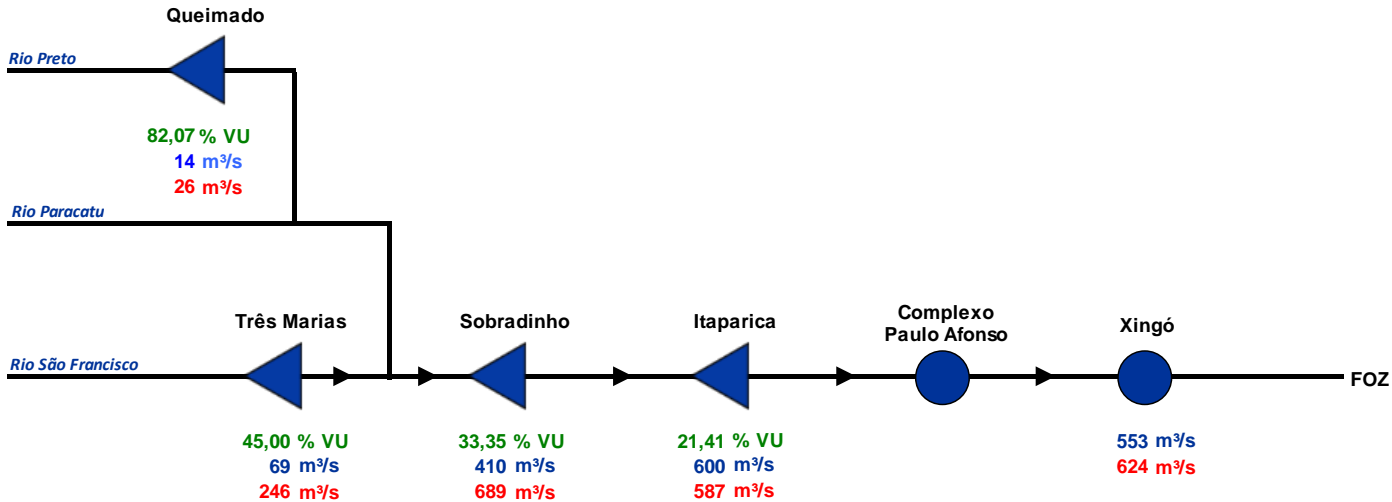 Queimado
Rio Preto
82,07 % VU
14 m³/s
26 m³/s
Rio Paracatu
Três Marias
Sobradinho
Itaparica
Complexo
Paulo Afonso
Xingó
Rio São Francisco
FOZ
45,00 % VU
69 m³/s
246 m³/s
33,35 % VU
410 m³/s
689 m³/s
21,41 % VU
600 m³/s
587 m³/s
553 m³/s
624 m³/s